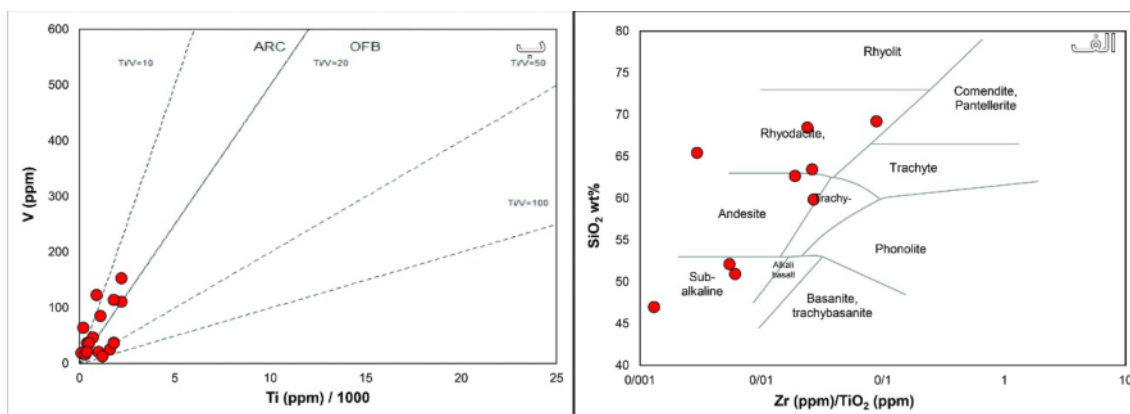 ب
600
500
400
300
200
100
0
V (ppm)
ARC
OFB
Ti/V=10
Ti/V=20
Ti/V=50
Ti/V=100
0
5
10
15
20
25
Ti (ppm) / 1000
الف
80
75
70
65
60
55
50
45
40
SiO2 wt%
Rhyolit
Comendite,
Pantellerite
Rhyodacite,
Trachyte
Trachy-
Andesite
Phonolite
Sub-
alkaline
Alkali
basalt
Basanite,
trachybasanite
0/001
0/01
0/1
1
10
Zr (ppm)/TiO2 (ppm)